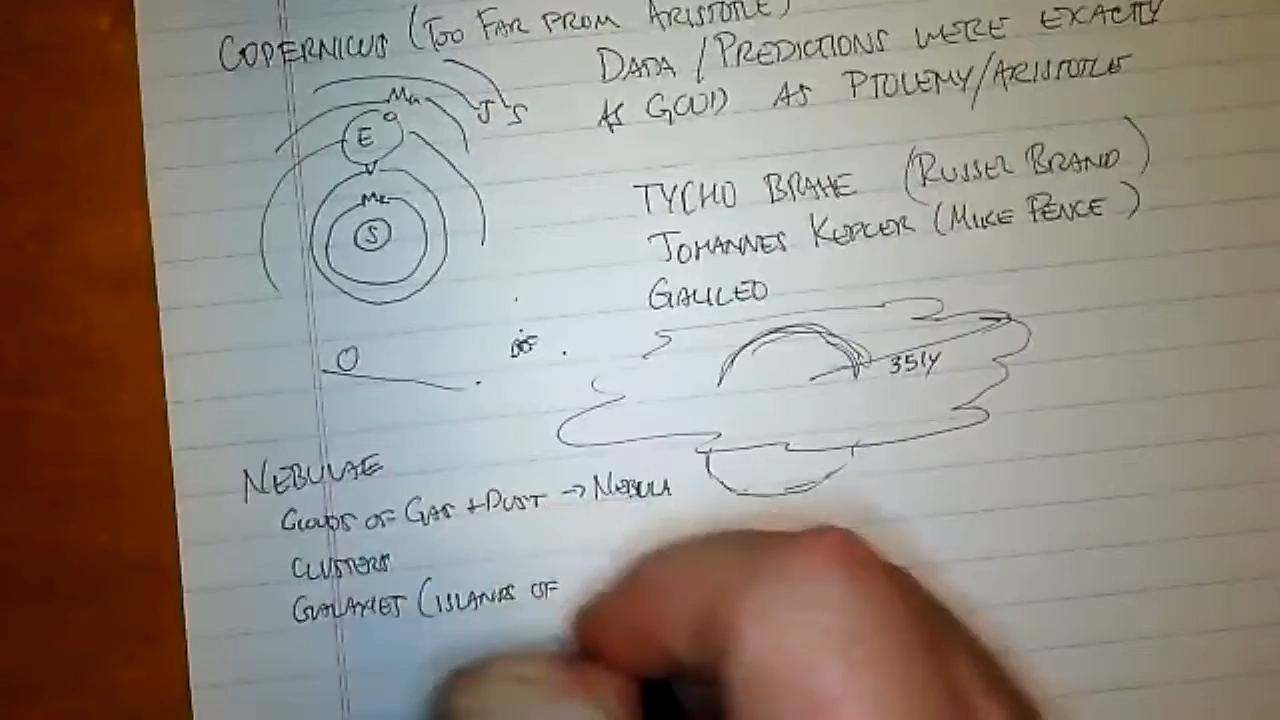 COPERNICUS (TOO FAR FROM ARISTOTLE)
DATA / PREDICTIONS WERE EXACTLY
AS GOOD AS PTOLEMY/ARISTOTLE
Ma
J S
E
V
Me
S
TYCHO BRAHE (RUSSEL BRAND)
JOHANNES KEPLER (MIKE PENCE)
GALILEO
35ly
NEBULAE
CLOUDS OF GAS + DUST → NEBULA
CLUSTERS
GALAXIES (ISLANDS OF